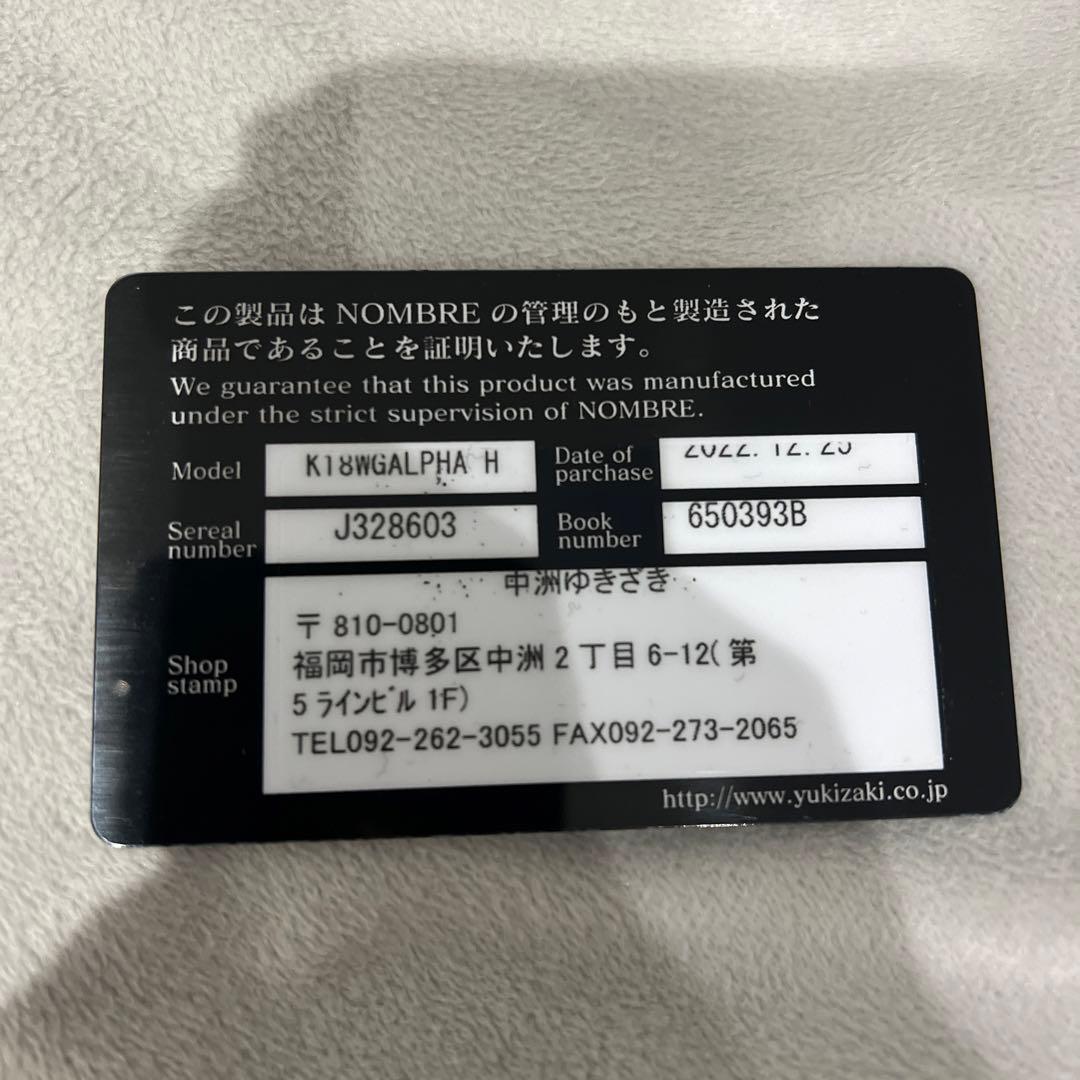 この製品は NOMBRE の管理のもと製造された
商品であることを証明いたします。
We guarantee that this product was manufactured
under the strict supervision of NOMBRE.
Model K18WGALPHA H Date of purchase 2022.12.25
Sereal number J328603 Book number 650393B
Shop stamp
中洲ゆきざき
〒810-0801
福岡市博多区中洲2丁目6-12(第
5ラインビル 1F)
TEL092-262-3055 FAX092-273-2065
http://www.yukizaki.co.jp